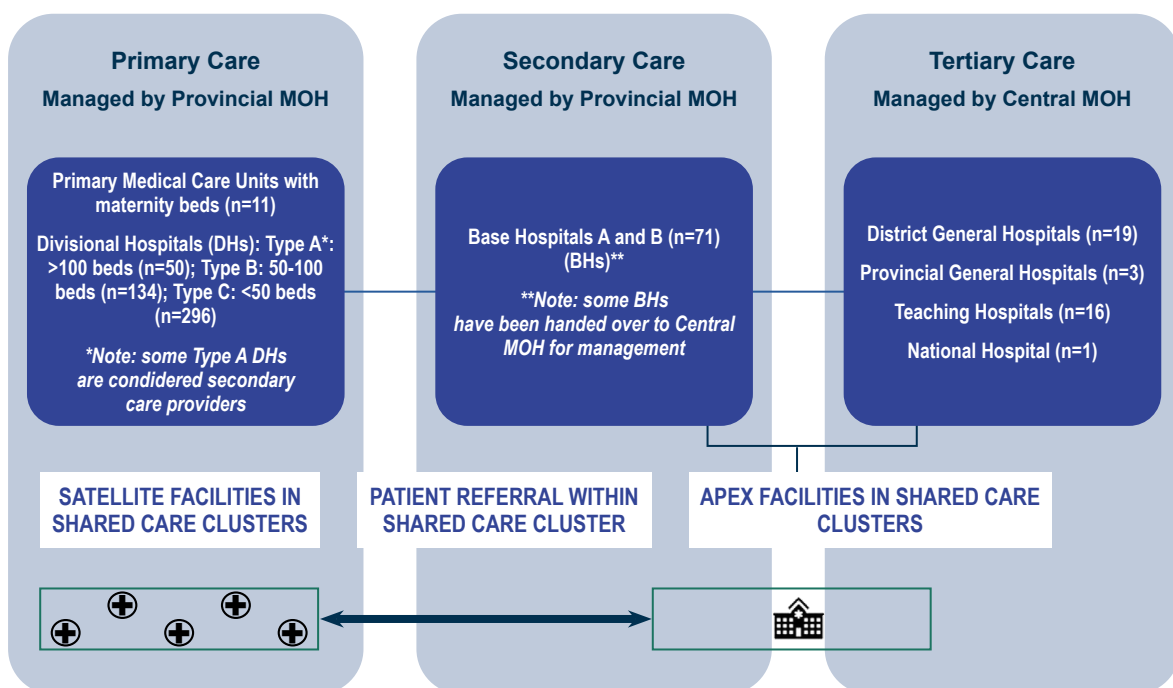 Primary Care
Managed by Provincial MOH
Primary Medical Care Units with
maternity beds (n=11)
Divisional Hospitals (DHs): Type A*:
>100 beds (n=50); Type B: 50-100
beds (n=134); Type C: <50 beds
(n=296)
*Note: some Type A DHs
are condidered secondary
care providers
Secondary Care
Managed by Provincial MOH
Base Hospitals A and B (n=71)
(BHs)**
**Note: some BHs
have been handed over to Central
MOH for management
Tertiary Care
Managed by Central MOH
District General Hospitals (n=19)
Provincial General Hospitals (n=3)
Teaching Hospitals (n=16)
National Hospital (n=1)
SATELLITE FACILITIES IN
SHARED CARE CLUSTERS
PATIENT REFERRAL WITHIN
SHARED CARE CLUSTER
APEX FACILITIES IN SHARED CARE
CLUSTERS